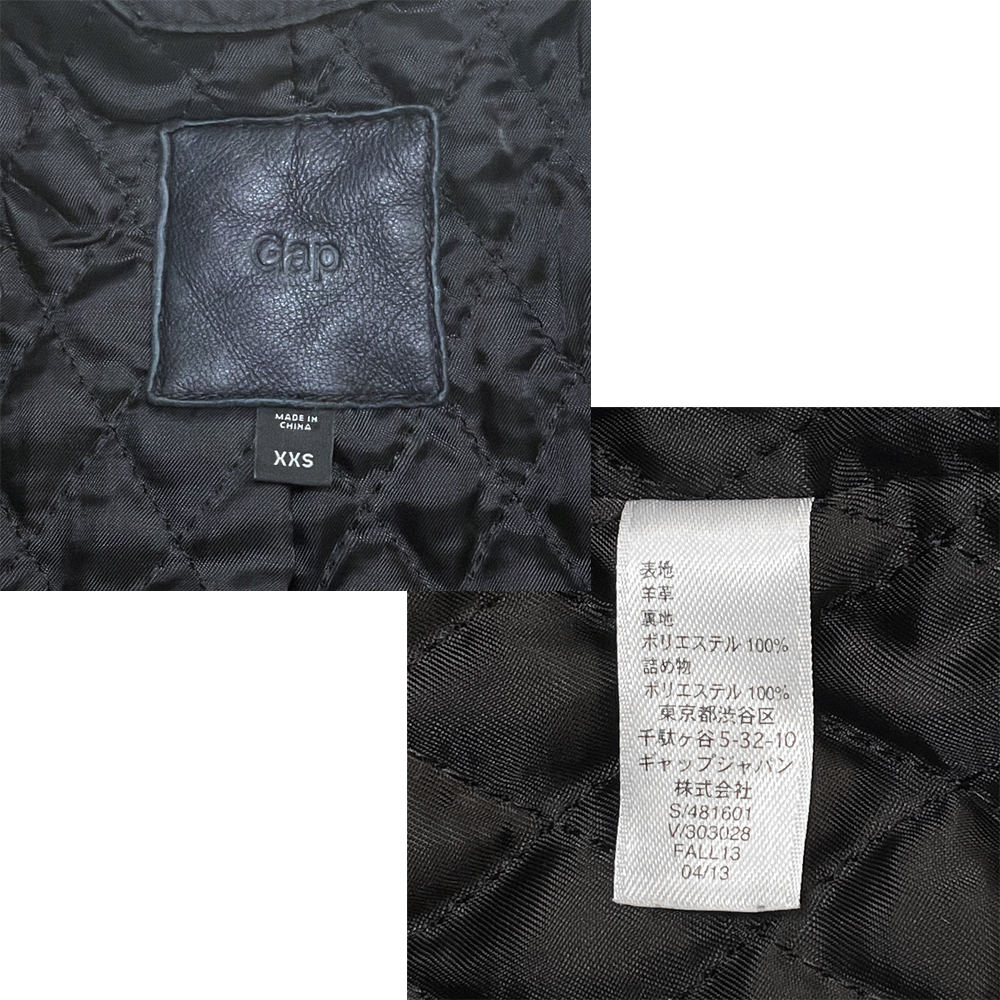 Gap
MADE IN
CHINA
XXS
表地
羊革
裏地
ポリエステル 100%
詰め物
ポリエステル 100%
東京都渋谷区
千駄ヶ谷 5-32-10
ギャップジャパン
株式会社
S/481601
V/303028
FALL13
04/13